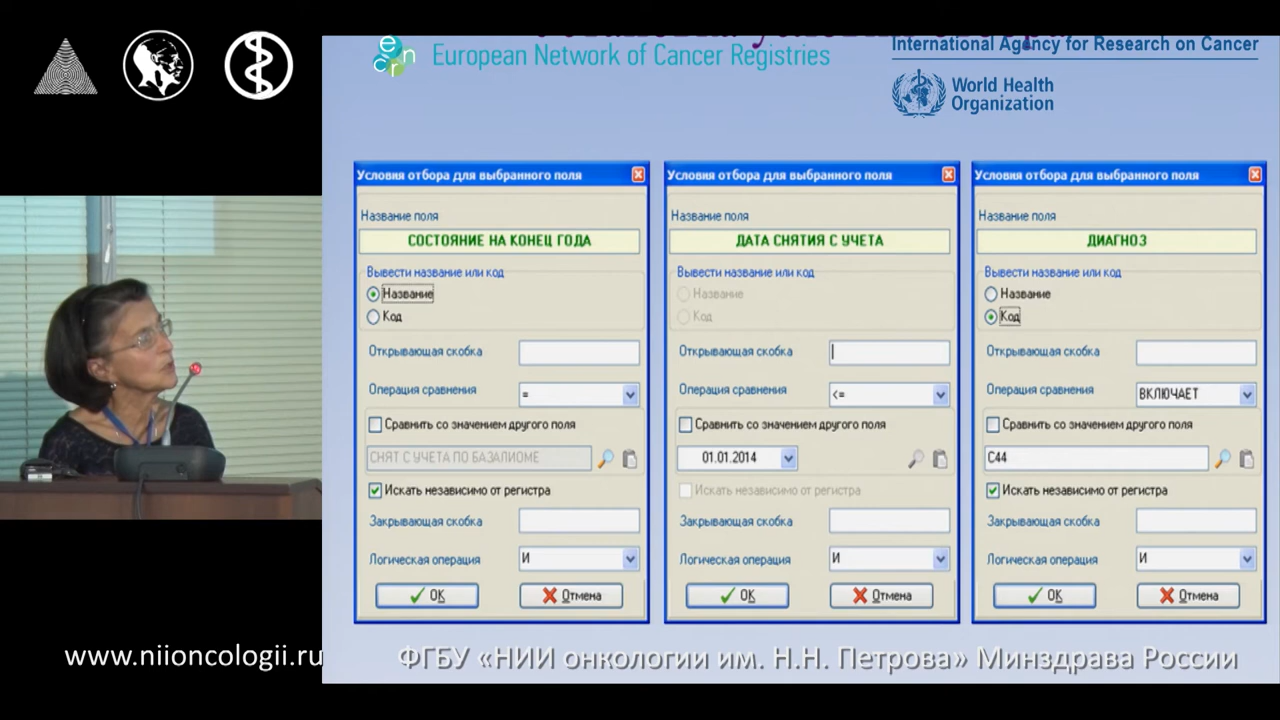 European Network of Cancer Registries
International Agency for Research on Cancer
World Health
Organization
Условия отбора для выбранного поля
Название поля
СОСТОЯНИЕ НА КОНЕЦ ГОДА
Вывести название или код
Название
Код
Открывающая скобка
Операция сравнения
=
Сравнить со значением другого поля
СНЯТ С УЧЕТА ПО БАЗАЛИОМЕ
Искать независимо от регистра
Закрывающая скобка
Логическая операция
И
OK
Отмена
Условия отбора для выбранного поля
Название поля
ДАТА СНЯТИЯ С УЧЕТА
Вывести название или код
Название
Код
Открывающая скобка
Операция сравнения
<=
Сравнить со значением другого поля
01.01.2014
Искать независимо от регистра
Закрывающая скобка
Логическая операция
И
OK
Отмена
Условия отбора для выбранного поля
Название поля
ДИАГНОЗ
Вывести название или код
Название
Код
Открывающая скобка
Операция сравнения
ВКЛЮЧАЕТ
Сравнить со значением другого поля
C44
Искать независимо от регистра
Закрывающая скобка
Логическая операция
И
OK
Отмена
www.niioncologii.ru
ФГБУ «НИИ онкологии им. Н.Н. Петрова» Минздрава России